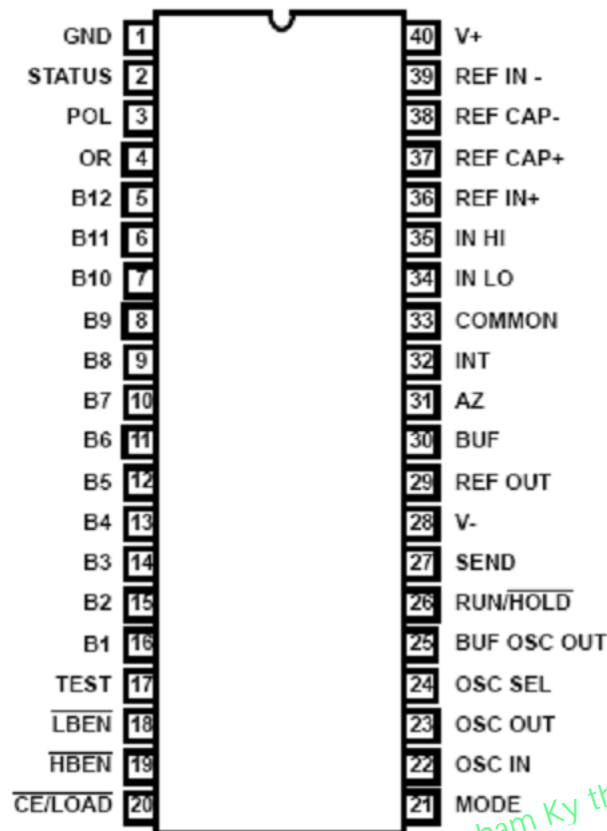 GND 1 40 V+
STATUS 2 39 REF IN -
POL 3 38 REF CAP-
OR 4 37 REF CAP+
B12 5 36 REF IN+
B11 6 35 IN HI
B10 7 34 IN LO
B9 8 33 COMMON
B8 9 32 INT
B7 10 31 AZ
B6 11 30 BUF
B5 12 29 REF OUT
B4 13 28 V-
B3 14 27 SEND
B2 15 26 RUN/HOLD
B1 16 25 BUF OSC OUT
TEST 17 24 OSC SEL
LBEN 18 23 OSC OUT
HBEN 19 22 OSC IN
CE/LOAD 20 21 MODE
Ky